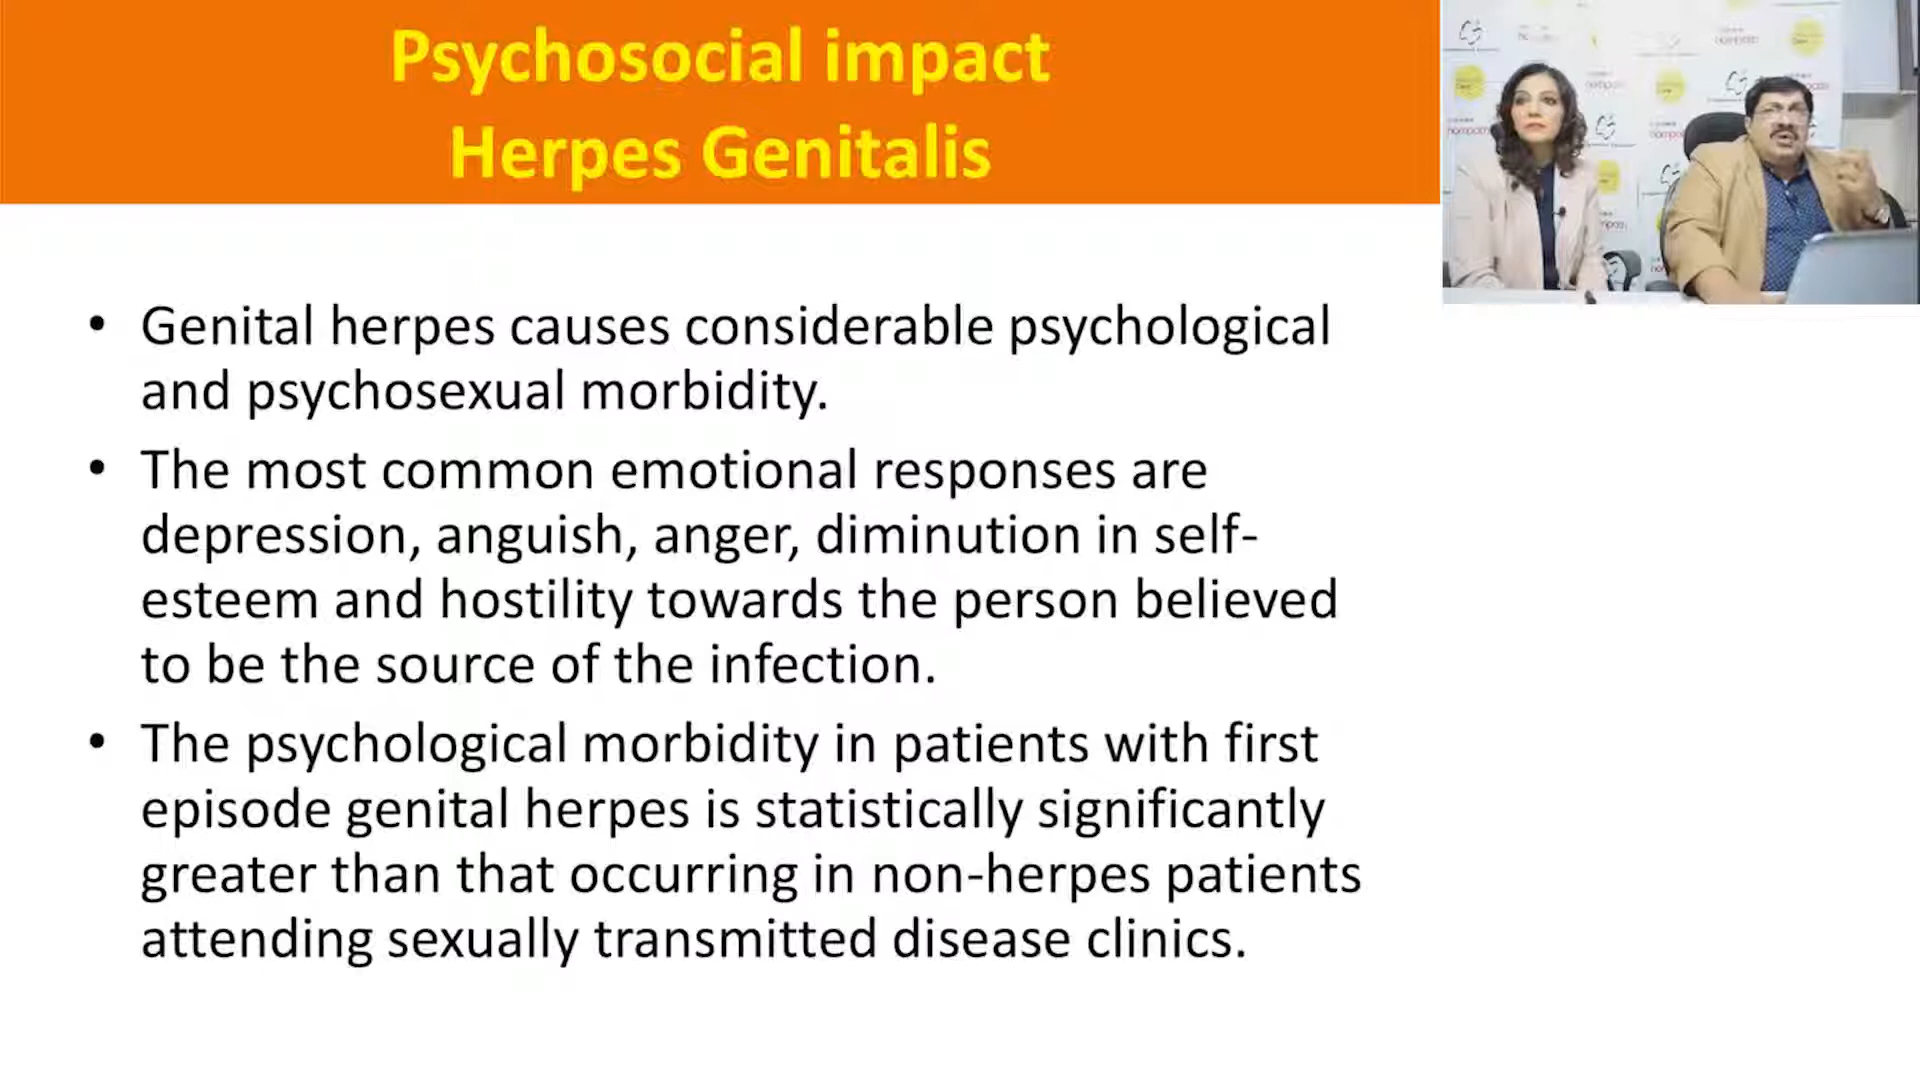 Psychosocial impact
Herpes Genitalis
• Genital herpes causes considerable psychological
and psychosexual morbidity.
• The most common emotional responses are
depression, anguish, anger, diminution in self-
esteem and hostility towards the person believed
to be the source of the infection.
• The psychological morbidity in patients with first
episode genital herpes is statistically significantly
greater than that occurring in non-herpes patients
attending sexually transmitted disease clinics.